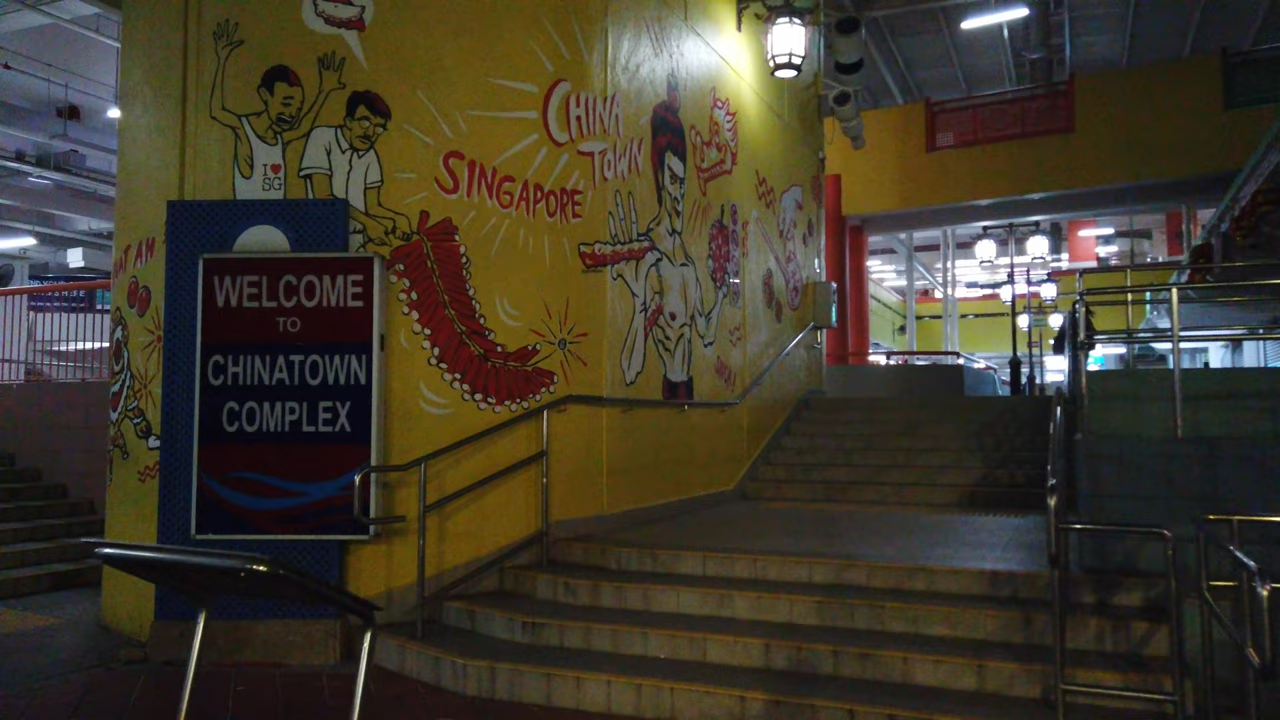 I ♥
SG
CHINA
TOWN
SINGAPORE
WELCOME
TO
CHINATOWN
COMPLEX